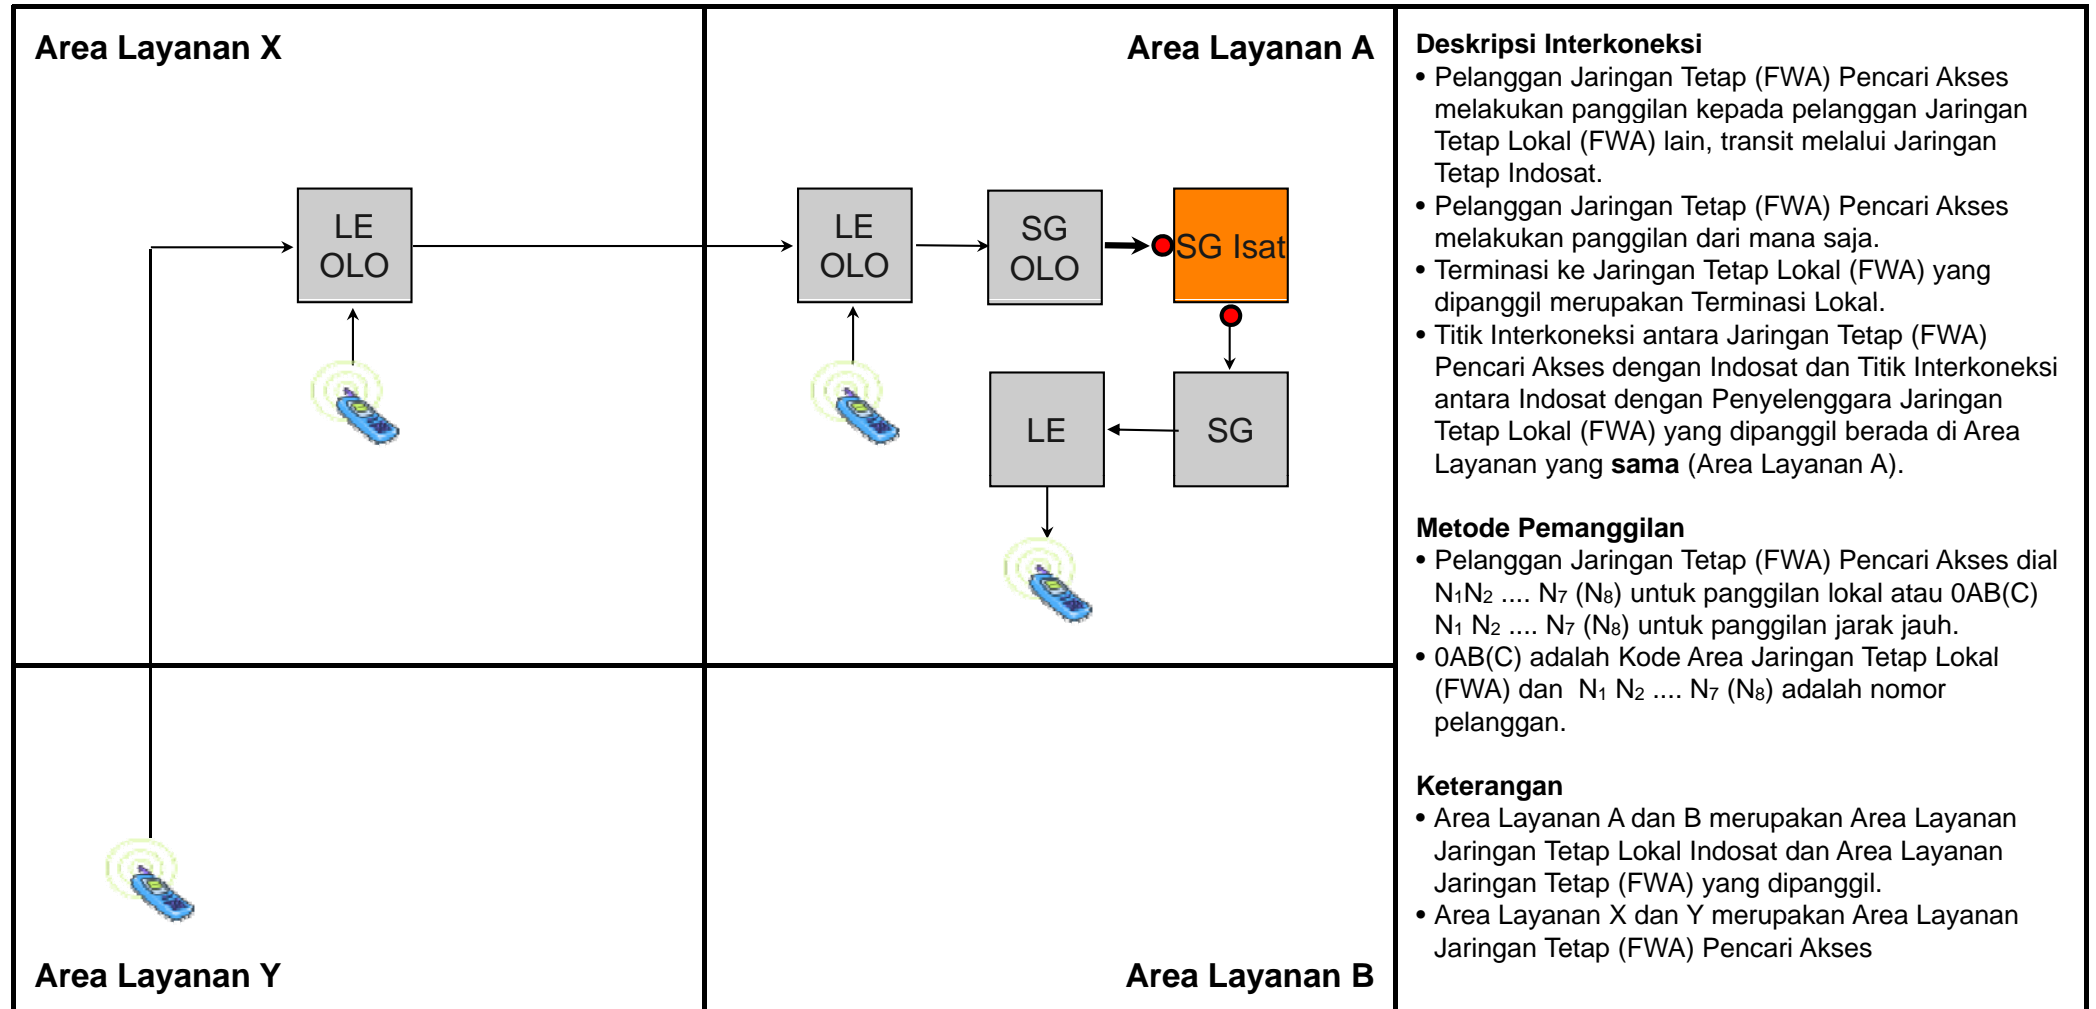 Area Layanan X
Area Layanan A
LE
OLO
LE
OLO
SG
OLO
SG Isat
LE
SG
Area Layanan Y
Area Layanan B
Deskripsi Interkoneksi
• Pelanggan Jaringan Tetap (FWA) Pencari Akses
melakukan panggilan kepada pelanggan Jaringan
Tetap Lokal (FWA) lain, transit melalui Jaringan
Tetap Indosat.
• Pelanggan Jaringan Tetap (FWA) Pencari Akses
melakukan panggilan dari mana saja.
• Terminasi ke Jaringan Tetap Lokal (FWA) yang
dipanggil merupakan Terminasi Lokal.
• Titik Interkoneksi antara Jaringan Tetap (FWA)
Pencari Akses dengan Indosat dan Titik Interkoneksi
antara Indosat dengan Penyelenggara Jaringan
Tetap Lokal (FWA) yang dipanggil berada di Area
Layanan yang sama (Area Layanan A).
Metode Pemanggilan
• Pelanggan Jaringan Tetap (FWA) Pencari Akses dial
N₁N₂ .... N₇ (N₈) untuk panggilan lokal atau 0AB(C)
N₁ N₂ .... N₇ (N₈) untuk panggilan jarak jauh.
• 0AB(C) adalah Kode Area Jaringan Tetap Lokal
(FWA) dan N₁ N₂ .... N₇ (N₈) adalah nomor
pelanggan.
Keterangan
• Area Layanan A dan B merupakan Area Layanan
Jaringan Tetap Lokal Indosat dan Area Layanan
Jaringan Tetap (FWA) yang dipanggil.
• Area Layanan X dan Y merupakan Area Layanan
Jaringan Tetap (FWA) Pencari Akses